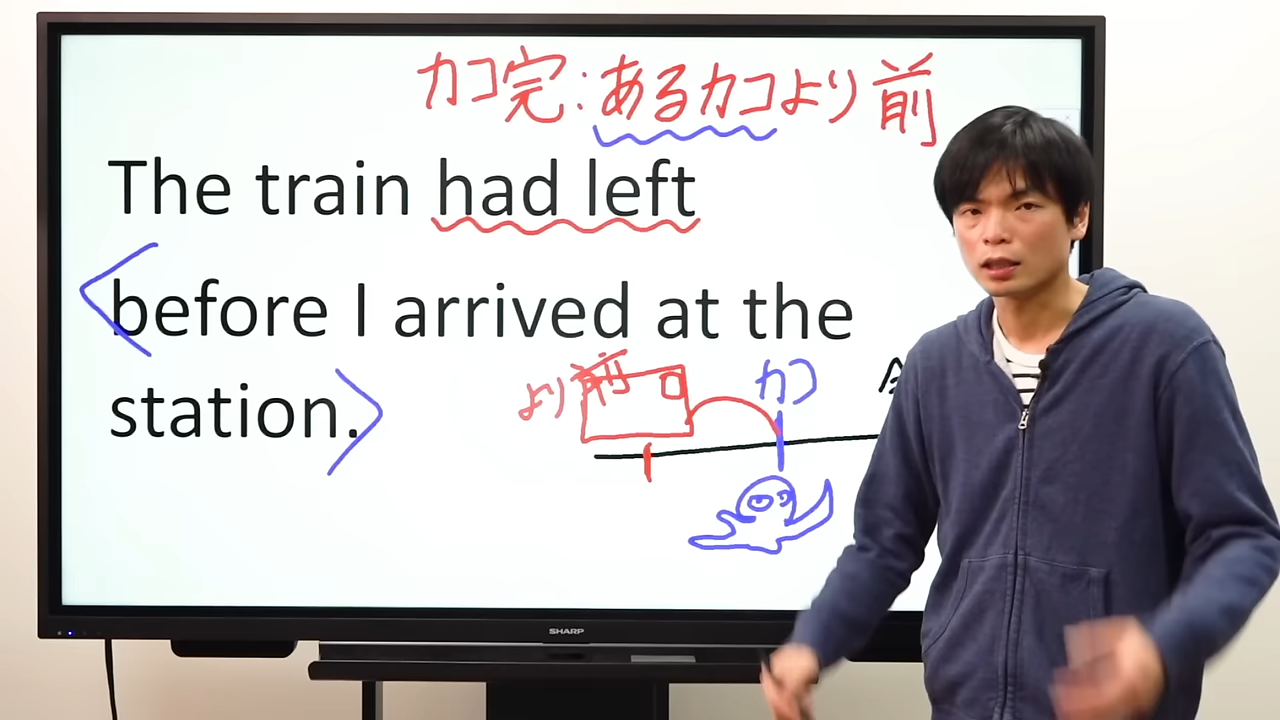 カコ完:あるカコより前
The train had left
before I arrived at the
station.
より前
カコ
SHARP